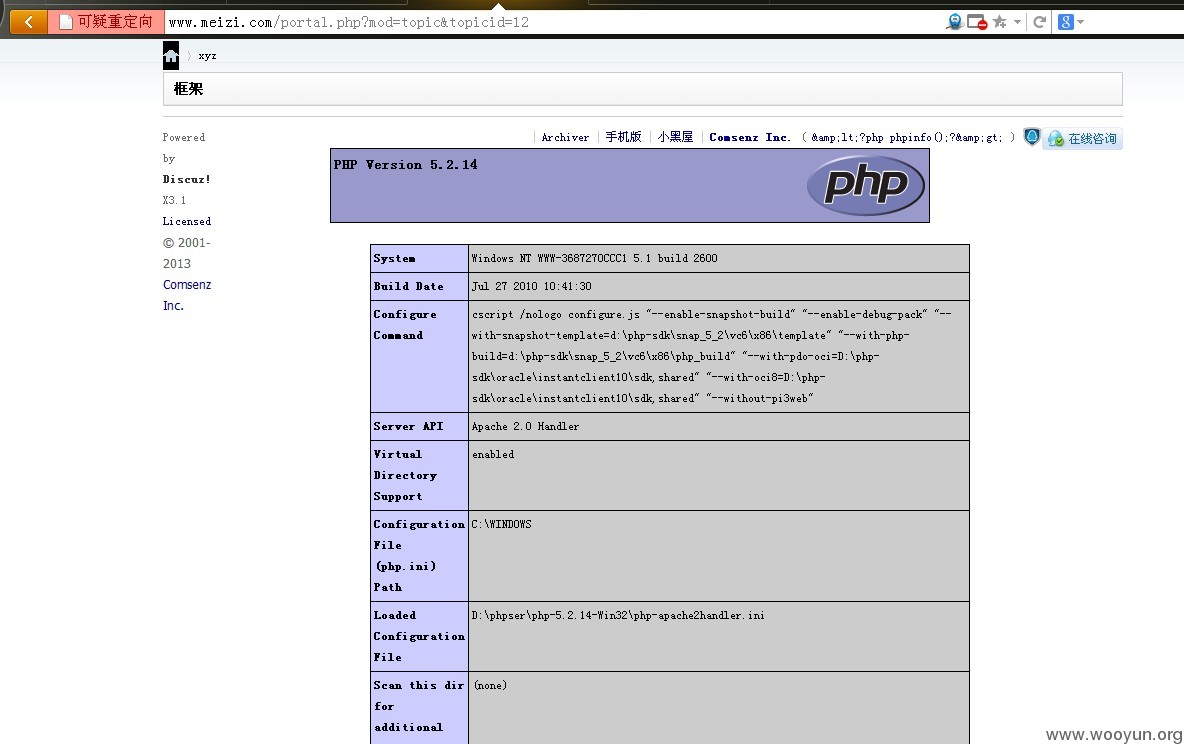 可疑重定向 www.meizi.com/portal.php?mod=topic&topicid=12
xyz
框架
Powered
by
Discuz!
X3.1
Licensed
© 2001-
2013
Comsenz
Inc.
Archiver 手机版 小黑屋 Comsenz Inc. ( &amp;lt;?php phpinfo();?&amp;gt; ) 在线咨询
PHP Version 5.2.14
php
System Windows NT WWW-3687270CCC1 5.1 build 2600
Build Date Jul 27 2010 10:41:30
Configure
Command
cscript /nologo configure.js "--enable-snapshot-build" "--enable-debug-pack" "--
with-snapshot-template=d:\php-sdk\snap_5_2\vc6\x86\template" "--with-php-
build=d:\php-sdk\snap_5_2\vc6\x86\php_build" "--with-pdo-oci=D:\php-
sdk\oracle\instantclient10\sdk,shared" "--with-oci8=D:\php-
sdk\oracle\instantclient10\sdk,shared" "--without-pi3web"
Server API Apache 2.0 Handler
Virtual
Directory
Support
enabled
Configuration
File
(php.ini)
Path
C:\WINDOWS
Loaded
Configuration
File
D:\phpser\php-5.2.14-Win32\php-apache2handler.ini
Scan this dir
for
additional
(none)
www.wooyun.org